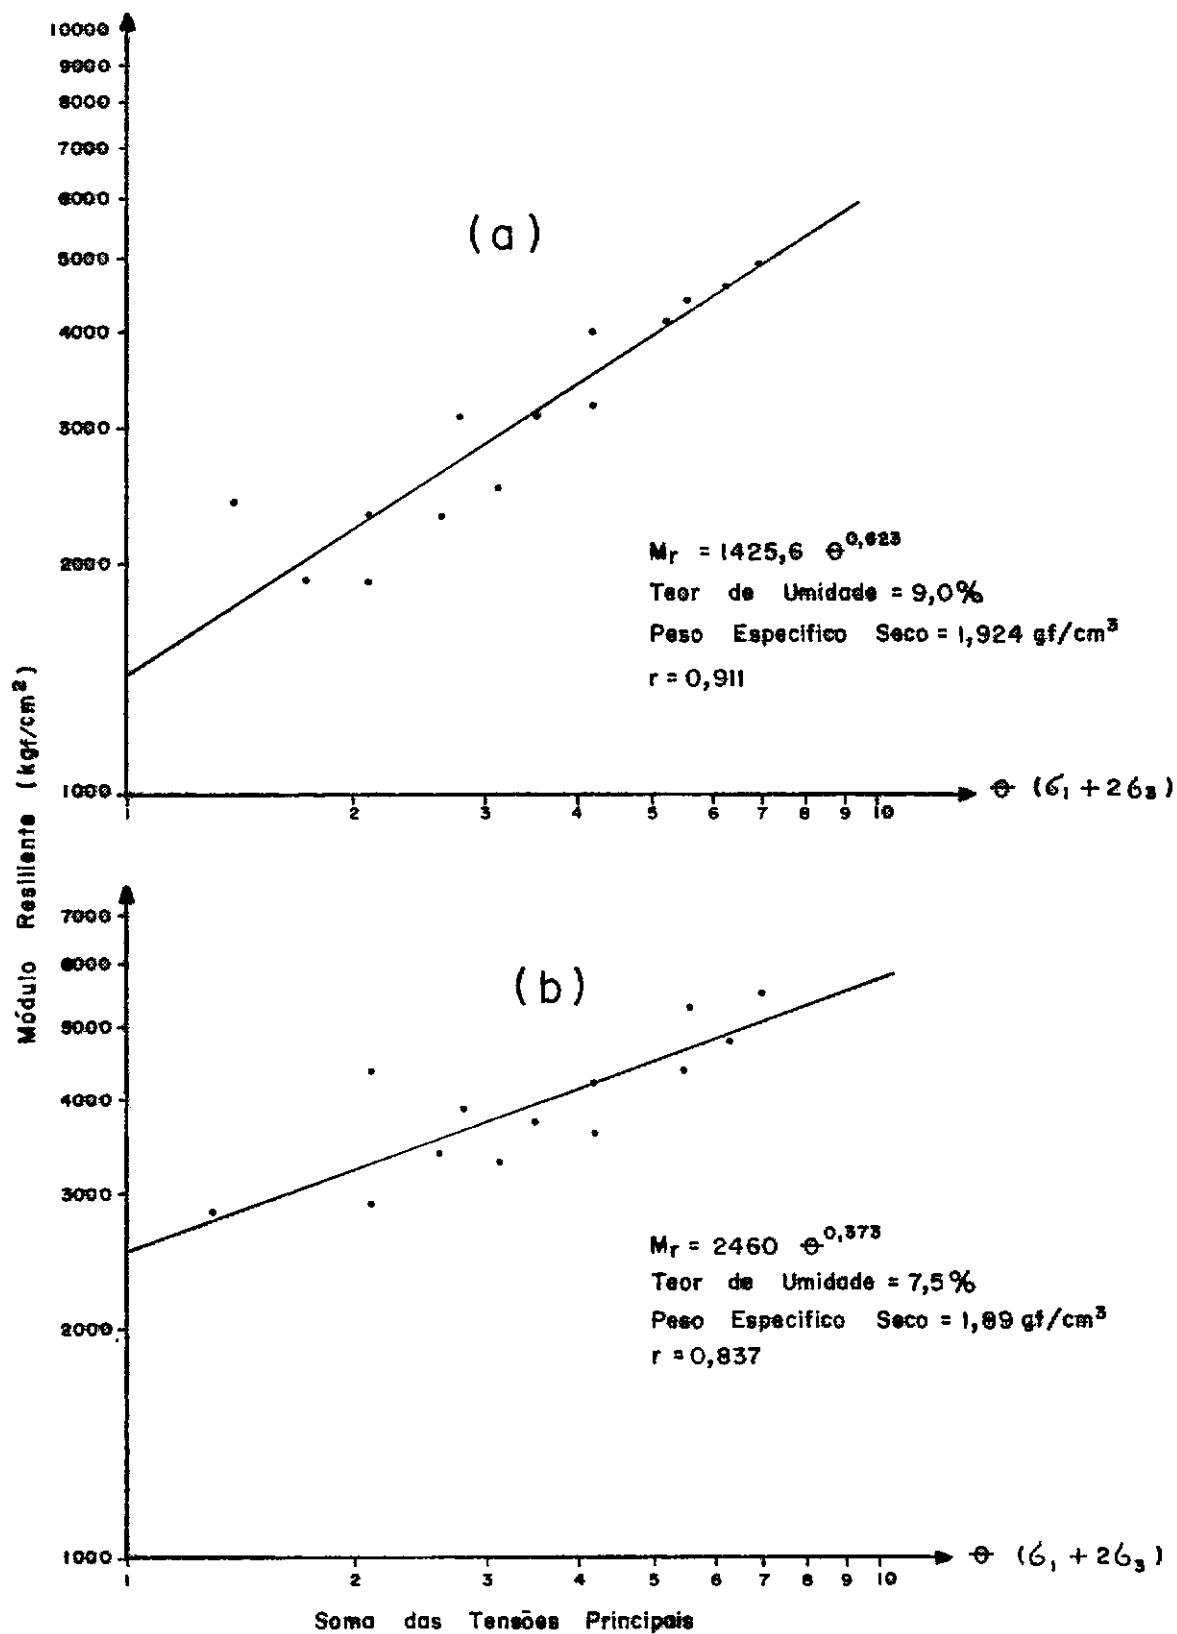 10000
9000
8000
7000
6000
5000
4000
3000
2000
1000
(a)
Mr = 1425,6 θ^0,623
Teor de Umidade = 9,0%
Peso Especifico Seco = 1,924 gf/cm³
r = 0,911
1 2 3 4 5 6 7 8 9 10
θ (σ₁ + 2σ₃)
Módulo Resiliente (kgf/cm²)
7000
6000
5000
4000
3000
2000
1000
(b)
Mr = 2460 θ^0,373
Teor de Umidade = 7,5%
Peso Especifico Seco = 1,89 gf/cm³
r = 0,837
1 2 3 4 5 6 7 8 9 10
θ (σ₁ + 2σ₃)
Soma das Tensões Principais